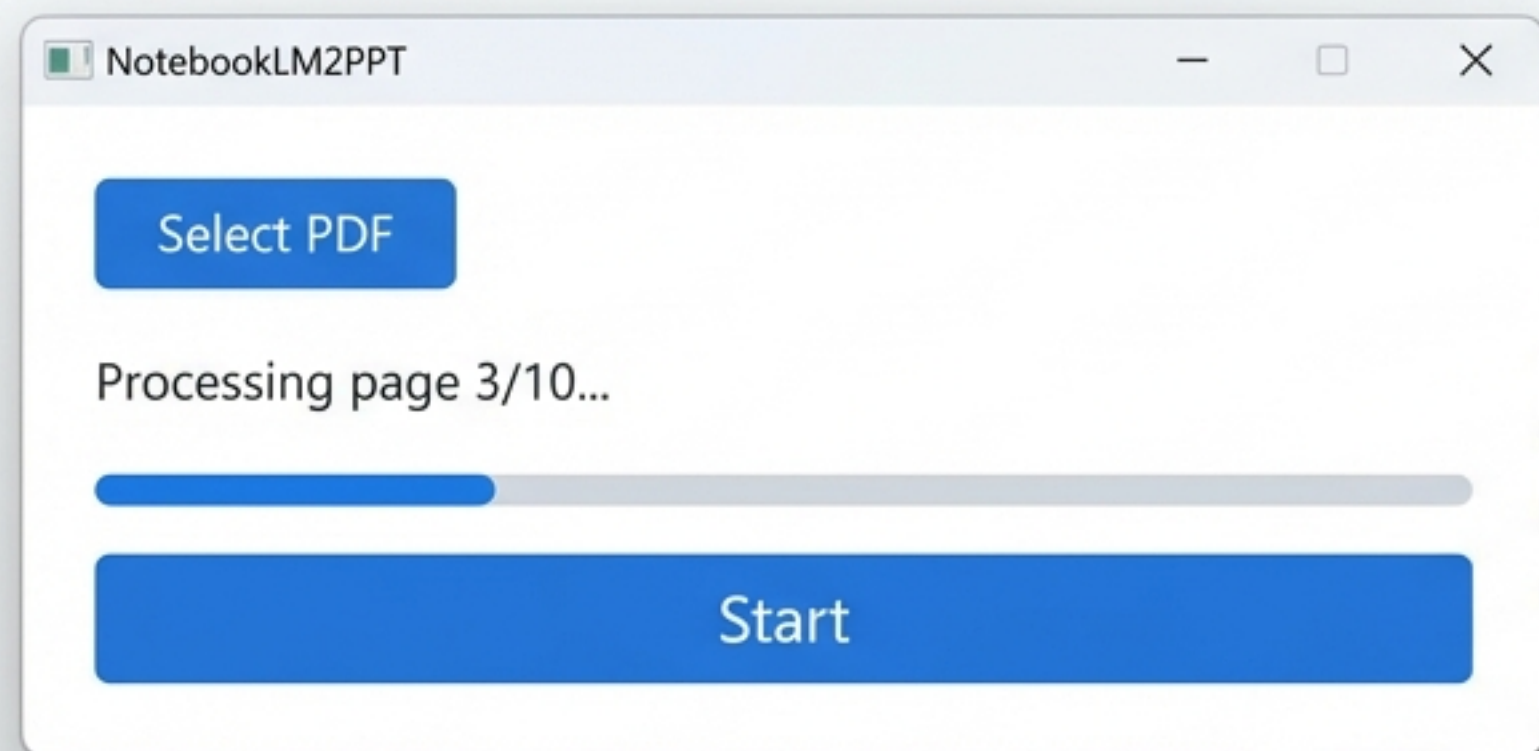 NotebookLM2PPT
Select PDF
Processing page 3/10...
Start